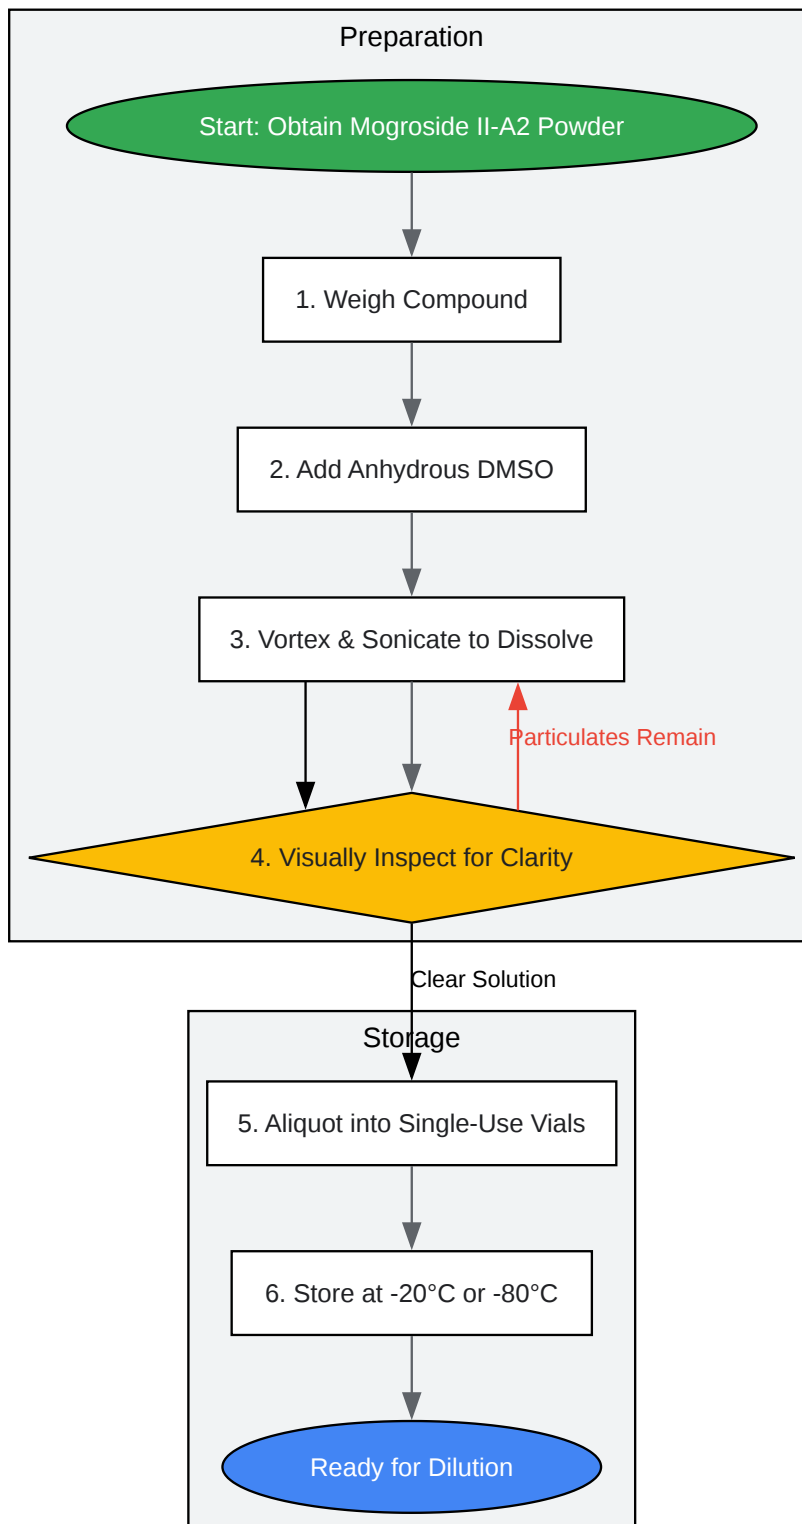 Preparation
Start: Obtain Mogroside II-A2 Powder
1. Weigh Compound
2. Add Anhydrous DMSO
3. Vortex & Sonicate to Dissolve
Particulates Remain
4. Visually Inspect for Clarity
Clear Solution
Storage
5. Aliquot into Single-Use Vials
6. Store at -20°C or -80°C
Ready for Dilution